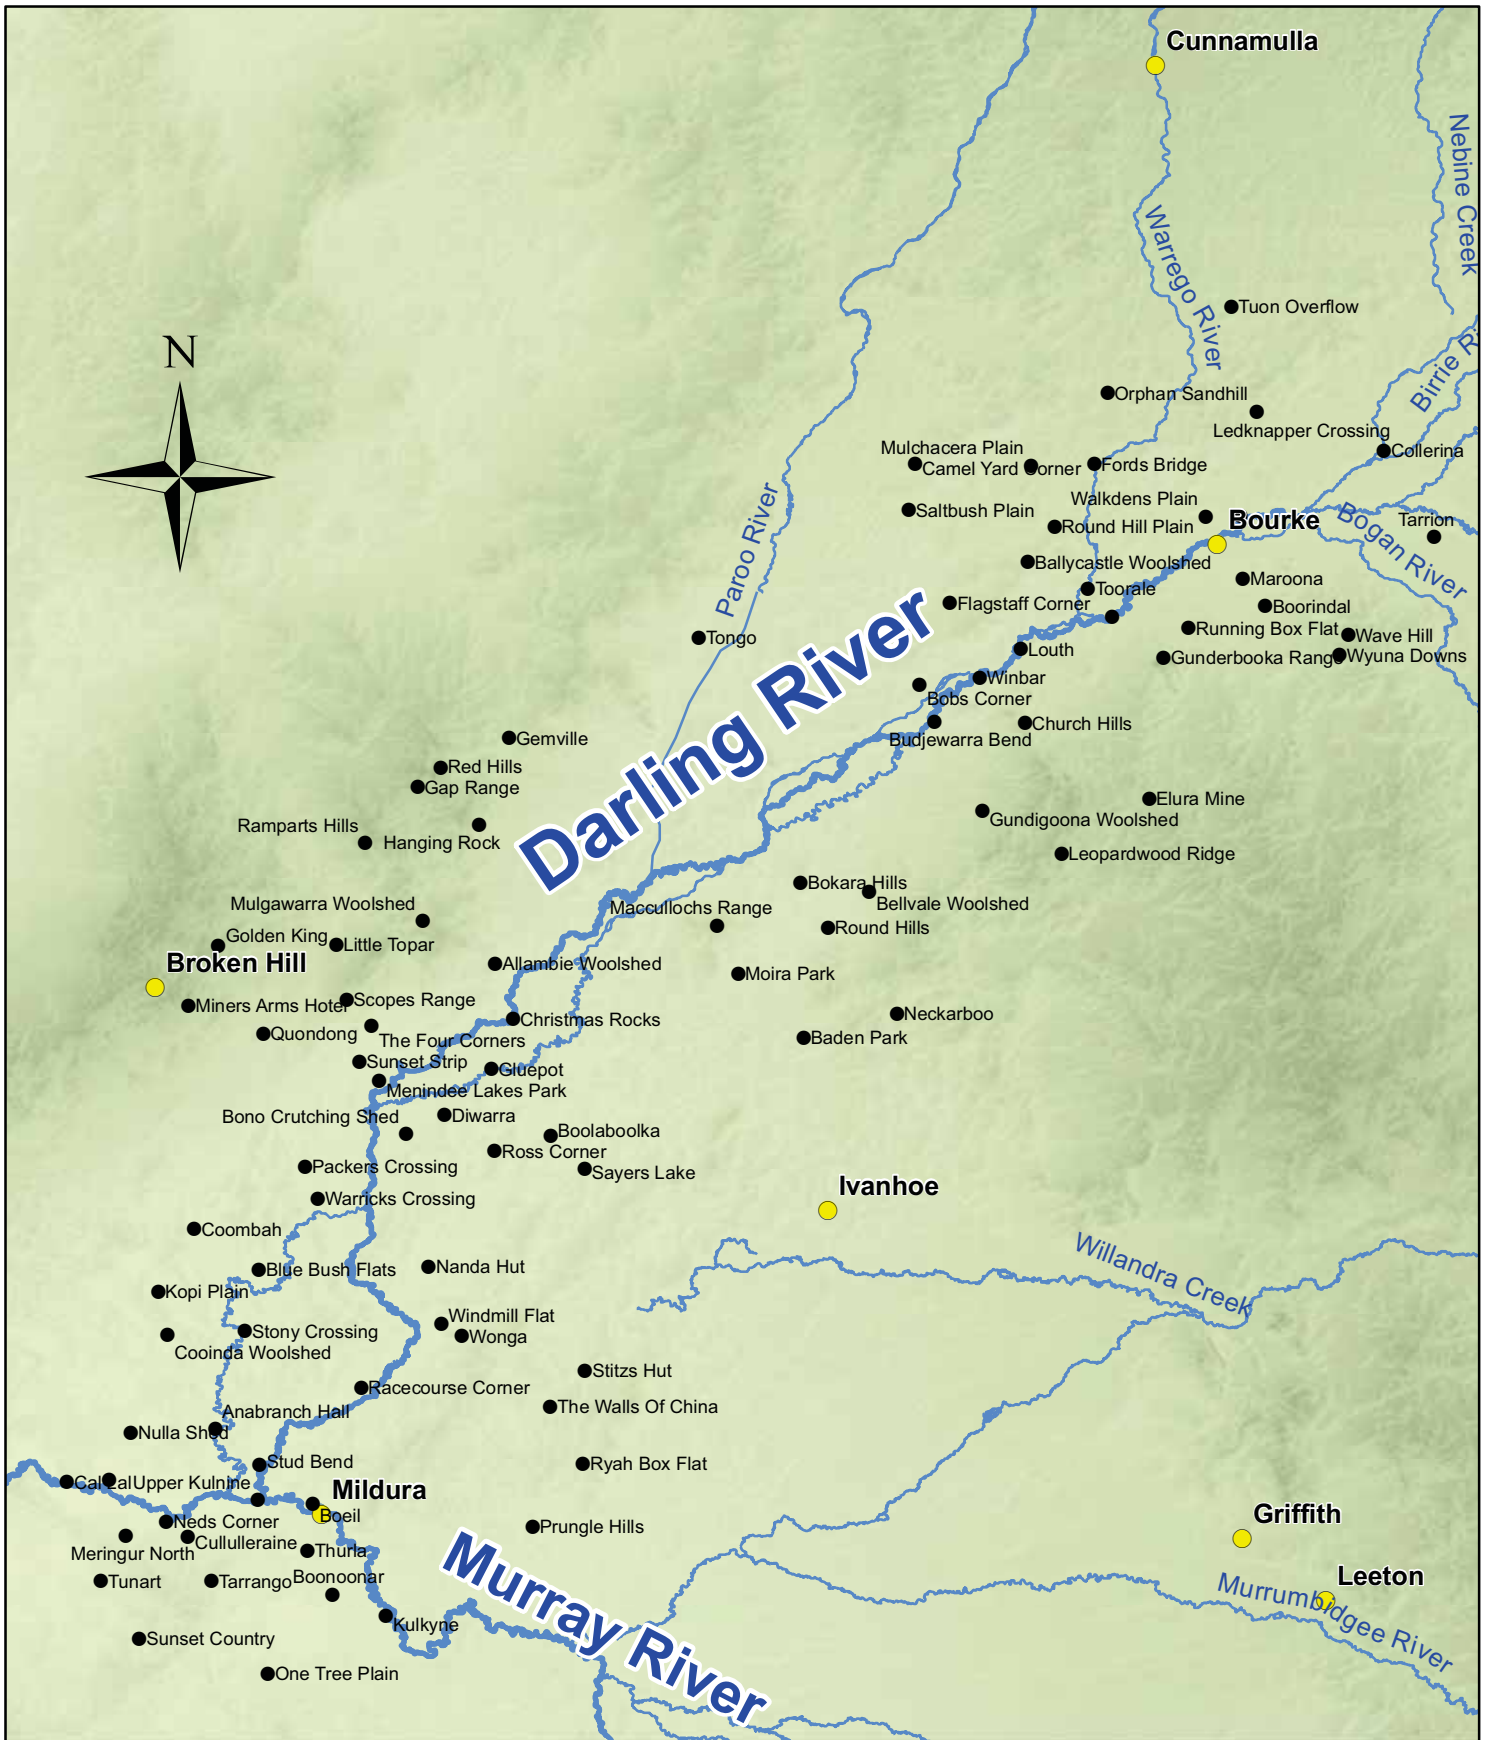 Cunnamulla
Nebine Creek
Warrego River
Tuon Overflow
N
Birrie Ri
Orphan Sandhill
Ledknapper Crossing
Mulchacera Plain
Collerina
Camel Yard Corner
Fords Bridge
Paroo River
Walkdens Plain
Saltbush Plain
Bourke
Bogan River
Tarrion
Round Hill Plain
Ballycastle Woolshed
Maroona
Toorale
Flagstaff Corner
Boorindal
Running Box Flat
Wave Hill
Tongo
Darling River
Louth
Gunderbooka Range
Wyuna Downs
Winbar
Bobs Corner
Church Hills
Gemville
Budjewarra Bend
Red Hills
Gap Range
Elura Mine
Gundigoona Woolshed
Ramparts Hills
Hanging Rock
Leopardwood Ridge
Bokara Hills
Mulgawarra Woolshed
Maccullochs Range
Bellvale Woolshed
Golden King
Little Topar
Round Hills
Broken Hill
Allambie Woolshed
Moira Park
Miners Arms Hotel
Scopes Range
Neckarboo
Quondong
Christmas Rocks
The Four Corners
Baden Park
Sunset Strip
Gluepot
Menindee Lakes Park
Bono Crutching Shed
Diwarra
Boolaboolka
Ross Corner
Packers Crossing
Sayers Lake
Ivanhoe
Warricks Crossing
Coombah
Willandra Creek
Blue Bush Flats
Nanda Hut
Kopi Plain
Windmill Flat
Stony Crossing
Wonga
Cooinda Woolshed
Stitzs Hut
Racecourse Corner
The Walls Of China
Anabranch Hall
Nulla Shed
Stud Bend
Ryah Box Flat
Cal Lal
Upper Kulnine
Mildura
Boeil
Griffith
Neds Corner
Prungle Hills
Cullulleraine
Meringur North
Thurla
Murray River
Tunart
Tarrango
Boonoonar
Leeton
Murrumbidgee River
Kulkyne
Sunset Country
One Tree Plain